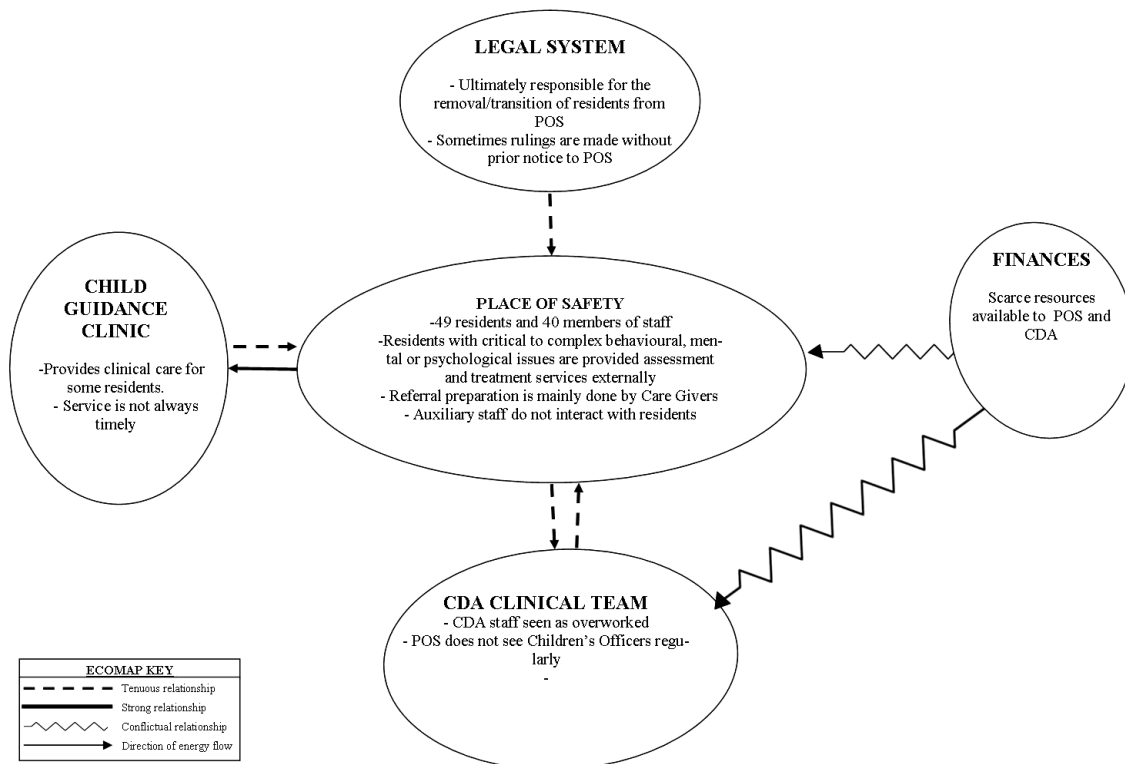 LEGAL SYSTEM
- Ultimately responsible for the
removal/transition of residents from
POS
- Sometimes rulings are made without
prior notice to POS
CHILD
GUIDANCE
CLINIC
-Provides clinical care for
some residents.
- Service is not always
timely
PLACE OF SAFETY
-49 residents and 40 members of staff
-Residents with critical to complex behavioural, men-
tal or psychological issues are provided assessment
and treatment services externally
- Referral preparation is mainly done by Care Givers
- Auxiliary staff do not interact with residents
FINANCES
Scarce resources
available to POS and
CDA
CDA CLINICAL TEAM
- CDA staff seen as overworked
- POS does not see Children's Officers regu-
larly
-
ECOMAP KEY
Tenuous relationship
Strong relationship
Conflictual relationship
Direction of energy flow